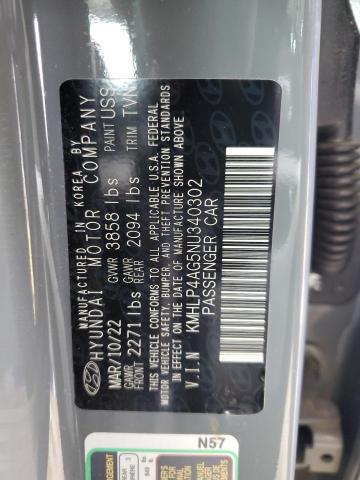 MANUFACTURED IN KOREA BY
HYUNDAI MOTOR COMPANY
MAR/10/22 GVWR 3858 lbs PAINT US9
GAWR FRONT 2271 lbs GAWR REAR 2094 lbs TRIM TVN
THIS VEHICLE CONFORMS TO ALL APPLICABLE U.S.A. FEDERAL
MOTOR VEHICLE SAFETY, BUMPER, AND THEFT PREVENTION STANDARDS
IN EFFECT ON THE DATE OF MANUFACTURE SHOWN ABOVE
V.I.N KMHLP4AG5NU340302
PASSENGER CAR
N57